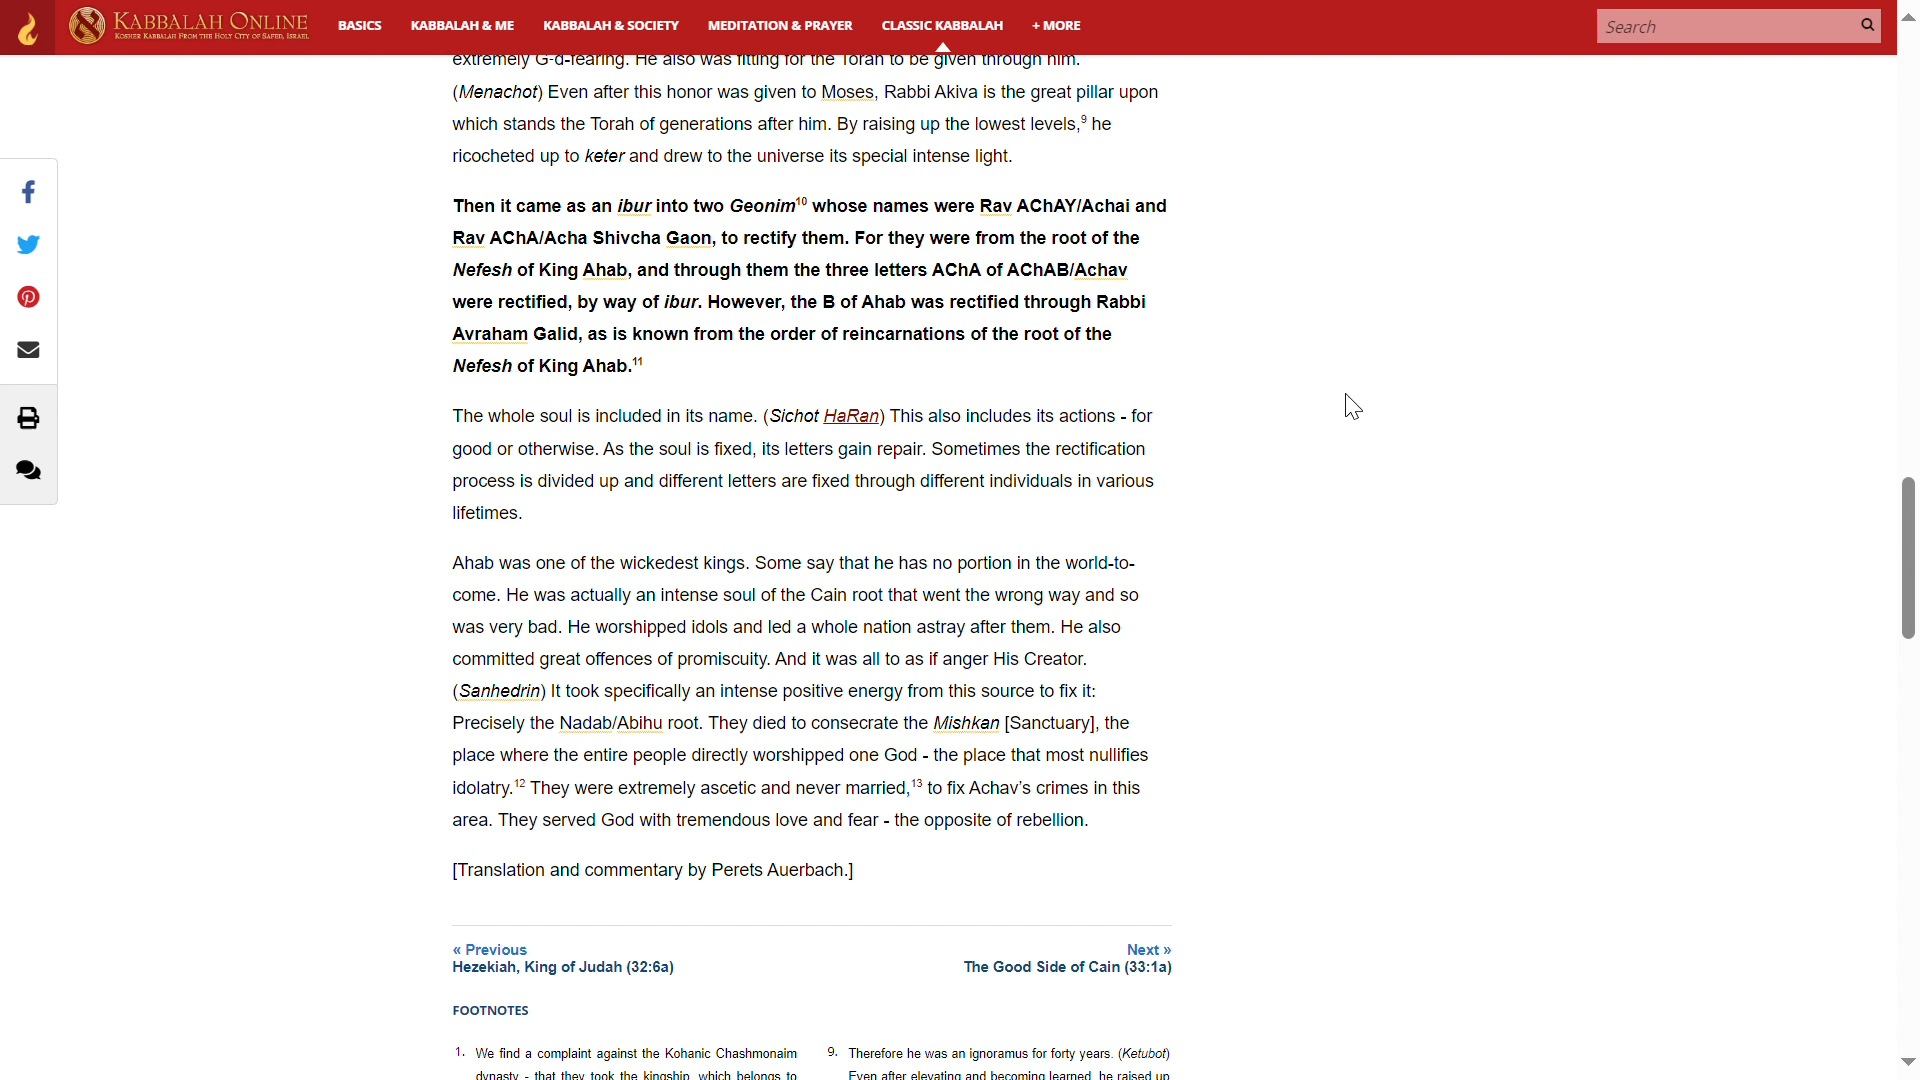 KABBALAH ONLINE
KOSHER KABBALAH FROM THE HOLY CITY OF SAFED, ISRAEL
BASICS
KABBALAH & ME
KABBALAH & SOCIETY
MEDITATION & PRAYER
CLASSIC KABBALAH
+ MORE
Search
extremely G-d-fearing. He also was fitting for the Torah to be given through him.
(Menachot) Even after this honor was given to Moses, Rabbi Akiva is the great pillar upon
which stands the Torah of generations after him. By raising up the lowest levels,9 he
ricocheted up to keter and drew to the universe its special intense light.
Then it came as an ibur into two Geonim10 whose names were Rav AChAY/Achai and
Rav AChA/Acha Shivcha Gaon, to rectify them. For they were from the root of the
Nefesh of King Ahab, and through them the three letters AChA of AChAB/Achav
were rectified, by way of ibur. However, the B of Ahab was rectified through Rabbi
Avraham Galid, as is known from the order of reincarnations of the root of the
Nefesh of King Ahab.11
The whole soul is included in its name. (Sichot HaRan) This also includes its actions - for
good or otherwise. As the soul is fixed, its letters gain repair. Sometimes the rectification
process is divided up and different letters are fixed through different individuals in various
lifetimes.
Ahab was one of the wickedest kings. Some say that he has no portion in the world-to-
come. He was actually an intense soul of the Cain root that went the wrong way and so
was very bad. He worshipped idols and led a whole nation astray after them. He also
committed great offences of promiscuity. And it was all to as if anger His Creator.
(Sanhedrin) It took specifically an intense positive energy from this source to fix it:
Precisely the Nadab/Abihu root. They died to consecrate the Mishkan [Sanctuary], the
place where the entire people directly worshipped one God - the place that most nullifies
idolatry.12 They were extremely ascetic and never married,13 to fix Achav's crimes in this
area. They served God with tremendous love and fear - the opposite of rebellion.
[Translation and commentary by Perets Auerbach.]
« Previous
Hezekiah, King of Judah (32:6a)
Next »
The Good Side of Cain (33:1a)
FOOTNOTES
1. We find a complaint against the Kohanic Chashmonaim
dynasty - that they took the kingship, which belongs to
9. Therefore he was an ignoramus for forty years. (Ketubot)
Even after elevating and becoming learned, he raised up